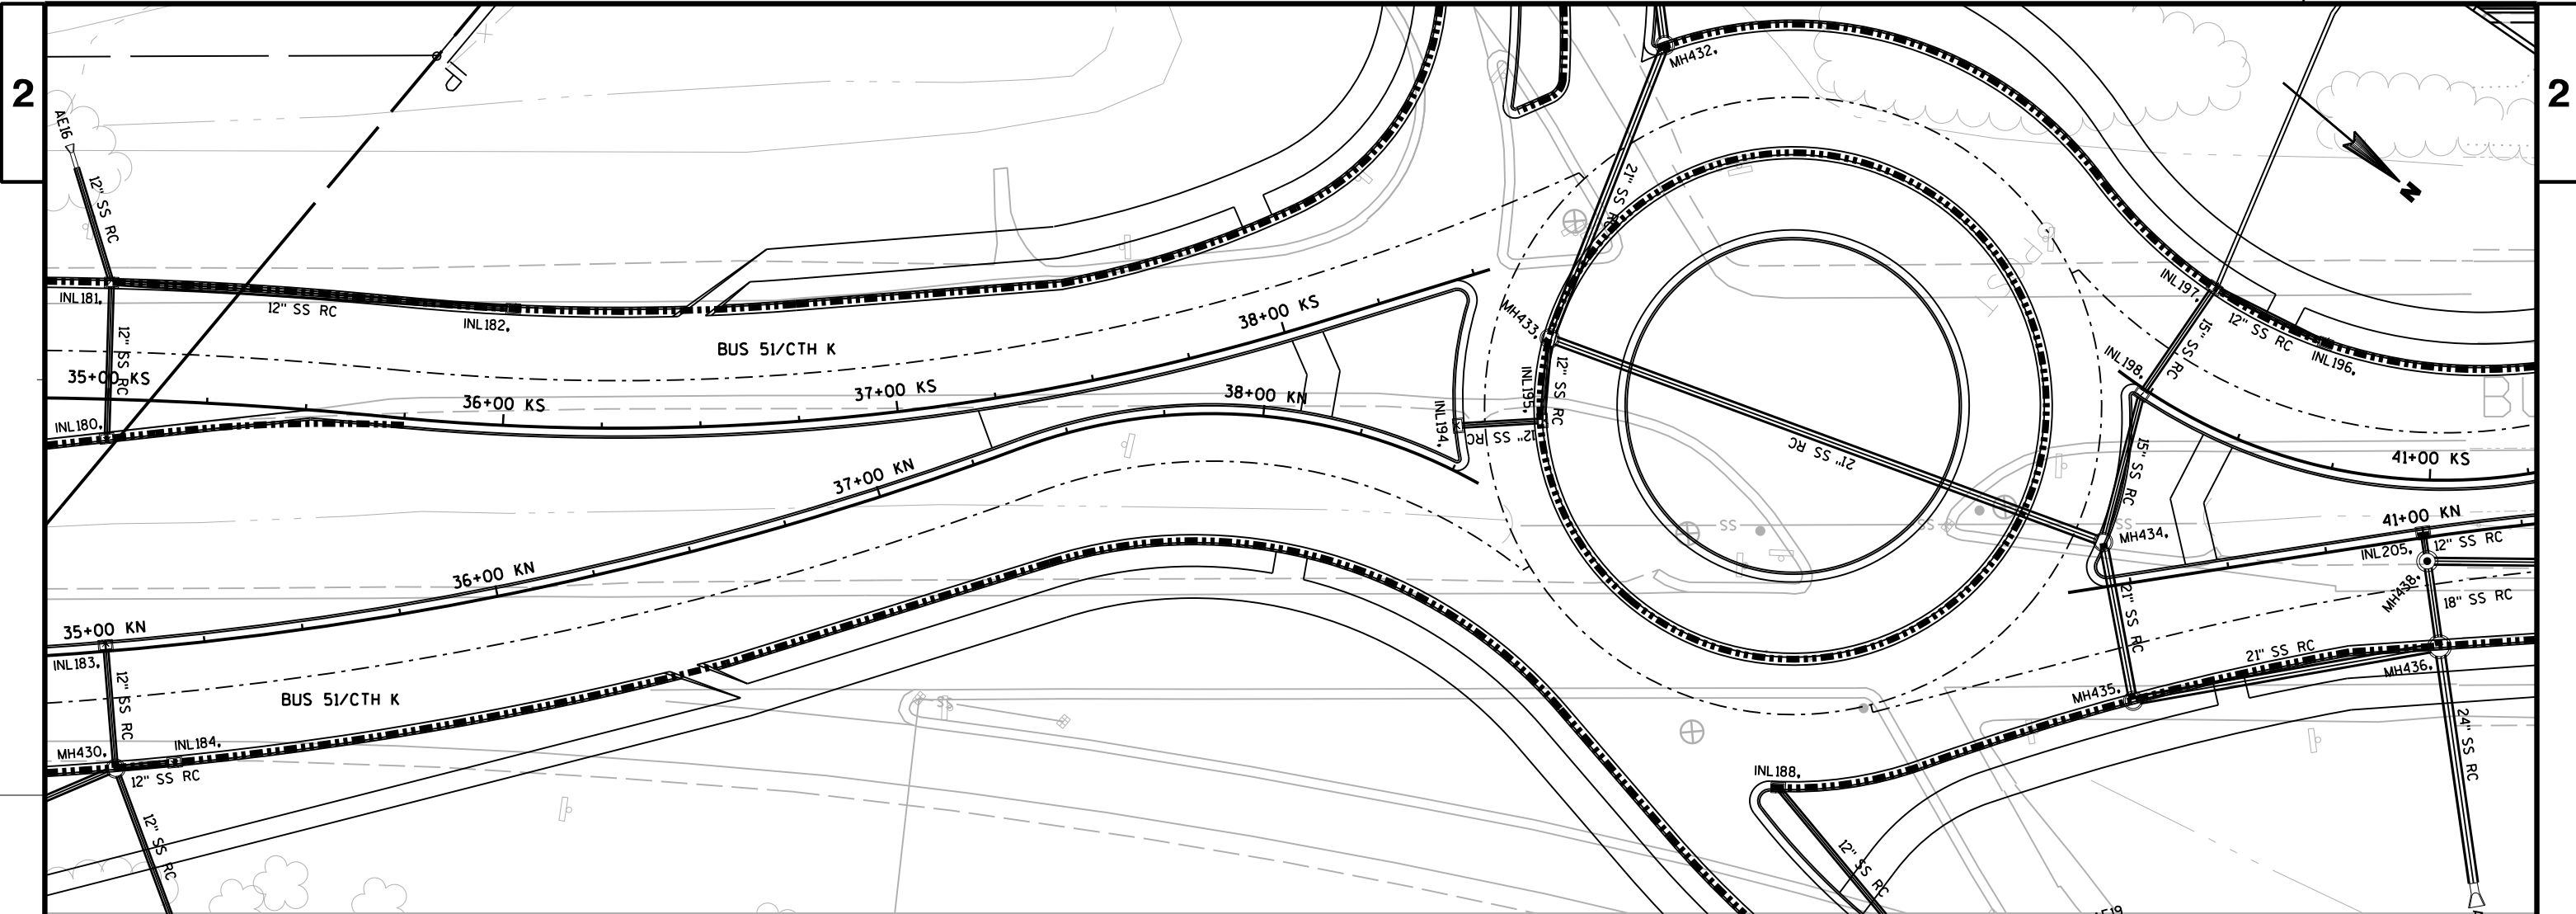 2
2
AE16
12" SS RC
INL181.
12" SS RC
INL182.
12" SS RC
BUS 51/CTH K
35+00 KS
36+00 KS
37+00 KS
38+00 KS
INL180.
37+00 KN
38+00 KN
36+00 KN
35+00 KN
INL183.
12" SS RC
BUS 51/CTH K
MH430.
INL184.
12" SS RC
12" SS RC
MH432.
21" SS RC
MH433.
INL195.
12" SS RC
INL194.
12" SS RC
21" SS RC
SS
SS
SS
SS
N
INL197.
12" SS RC
INL196.
15" SS RC
INL198.
15" SS RC
BU
41+00 KS
41+00 KN
MH434.
INL205.
12" SS RC
MH438.
18" SS RC
21" SS RC
21" SS RC
MH435.
MH436.
24" SS RC
INL188.
12" SS RC